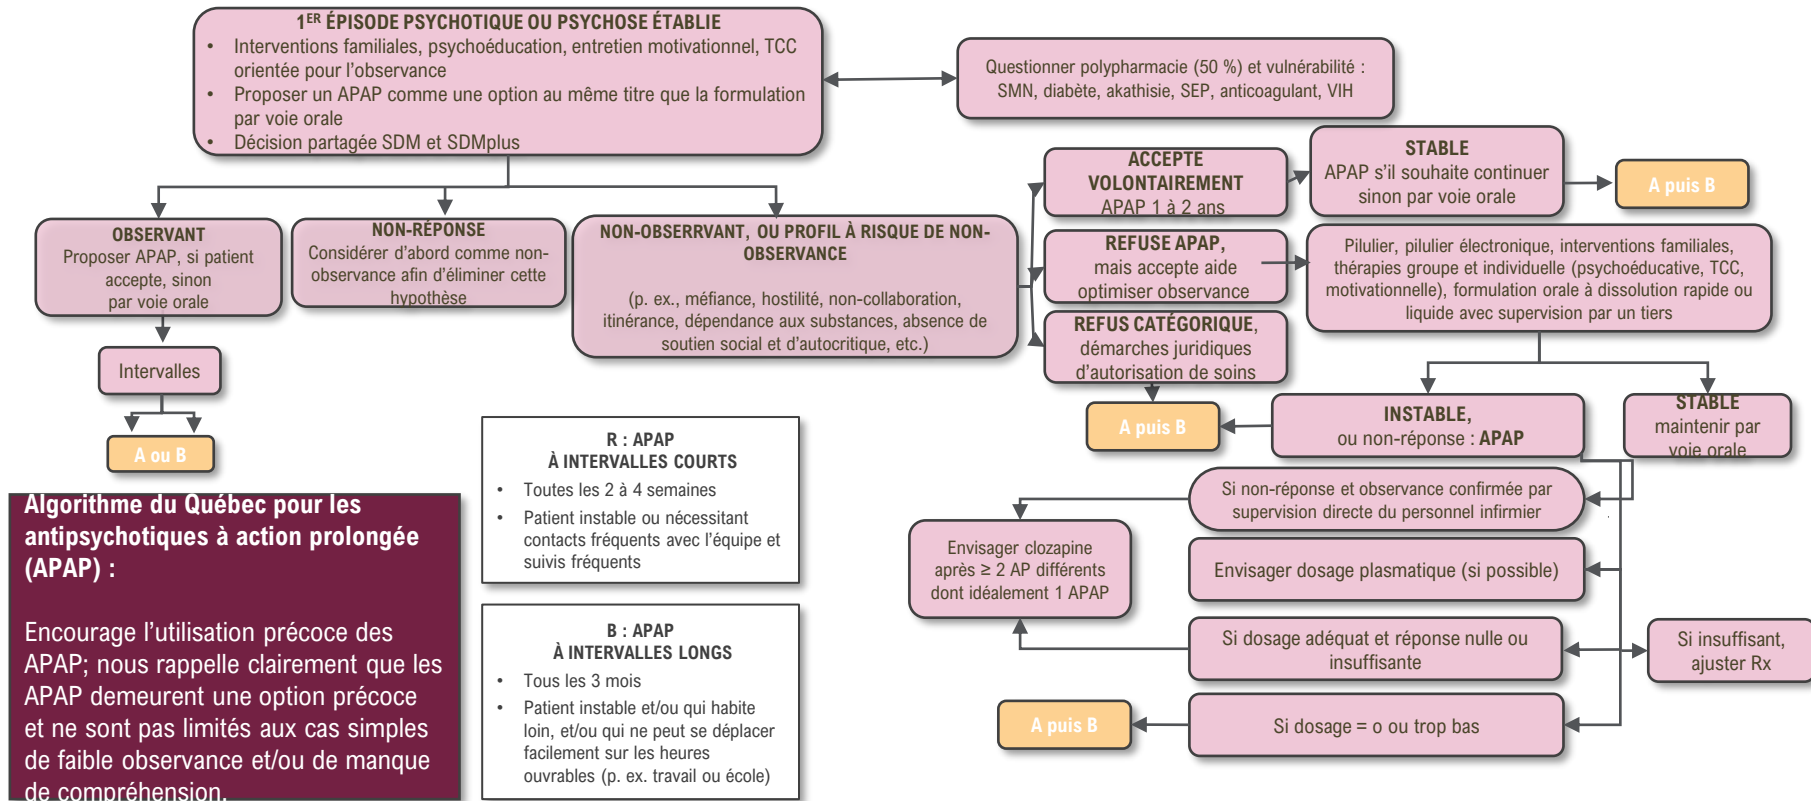 1ER ÉPISODE PSYCHOTIQUE OU PSYCHOSE ÉTABLIE
• Interventions familiales, psychoéducation, entretien motivationnel, TCC
orientée pour l'observance
• Proposer un APAP comme une option au même titre que la formulation
par voie orale
• Décision partagée SDM et SDMplus
Questionner polypharmacie (50 %) et vulnérabilité :
SMN, diabète, akathisie, SEP, anticoagulant, VIH
OBSERVANT
Proposer APAP, si patient
accepte, sinon
par voie orale
NON-RÉPONSE
Considérer d'abord comme non-
observance afin d'éliminer cette
hypothèse
NON-OBSERRVANT, OU PROFIL À RISQUE DE NON-
OBSERVANCE
(p. ex., méfiance, hostilité, non-collaboration,
itinérance, dépendance aux substances, absence de
soutien social et d'autocritique, etc.)
ACCEPTE
VOLONTAIREMENT
APAP 1 à 2 ans
STABLE
APAP s'il souhaite continuer
sinon par voie orale
A puis B
REFUSE APAP,
mais accepte aide
optimiser observance
Pilulier, pilulier électronique, interventions familiales,
thérapies groupe et individuelle (psychoéducative, TCC,
motivationnelle), formulation orale à dissolution rapide ou
liquide avec supervision par un tiers
REFUS CATÉGORIQUE,
démarches juridiques
d'autorisation de soins
A puis B
INSTABLE,
ou non-réponse : APAP
STABLE
maintenir par
voie orale
Intervalles
A ou B
Si non-réponse et observance confirmée par
supervision directe du personnel infirmier
Envisager clozapine
après ≥ 2 AP différents
dont idéalement 1 APAP
Envisager dosage plasmatique (si possible)
Si dosage adéquat et réponse nulle ou
insuffisante
Si insuffisant,
ajuster Rx
A puis B
Si dosage = o ou trop bas
R : APAP
À INTERVALLES COURTS
• Toutes les 2 à 4 semaines
• Patient instable ou nécessitant
contacts fréquents avec l'équipe et
suivis fréquents
B : APAP
À INTERVALLES LONGS
• Tous les 3 mois
• Patient instable et/ou qui habite
loin, et/ou qui ne peut se déplacer
facilement sur les heures
ouvrables (p. ex. travail ou école)
Algorithme du Québec pour les
antipsychotiques à action prolongée
(APAP) :
Encourage l'utilisation précoce des
APAP; nous rappelle clairement que les
APAP demeurent une option précoce
et ne sont pas limités aux cas simples
de faible observance et/ou de manque
de compréhension.